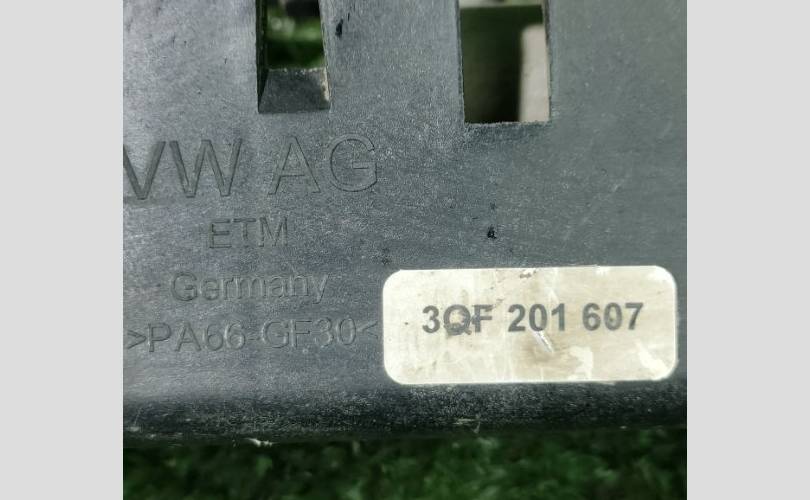 VW AG
ETM
Germany
>PA66-GF30<
3QF 201 607